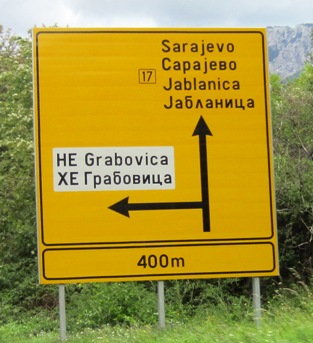 Sarajevo
Сарајево
17
Jablanica
Јабланица
HE Grabovica
ХЕ Грабовица
400m